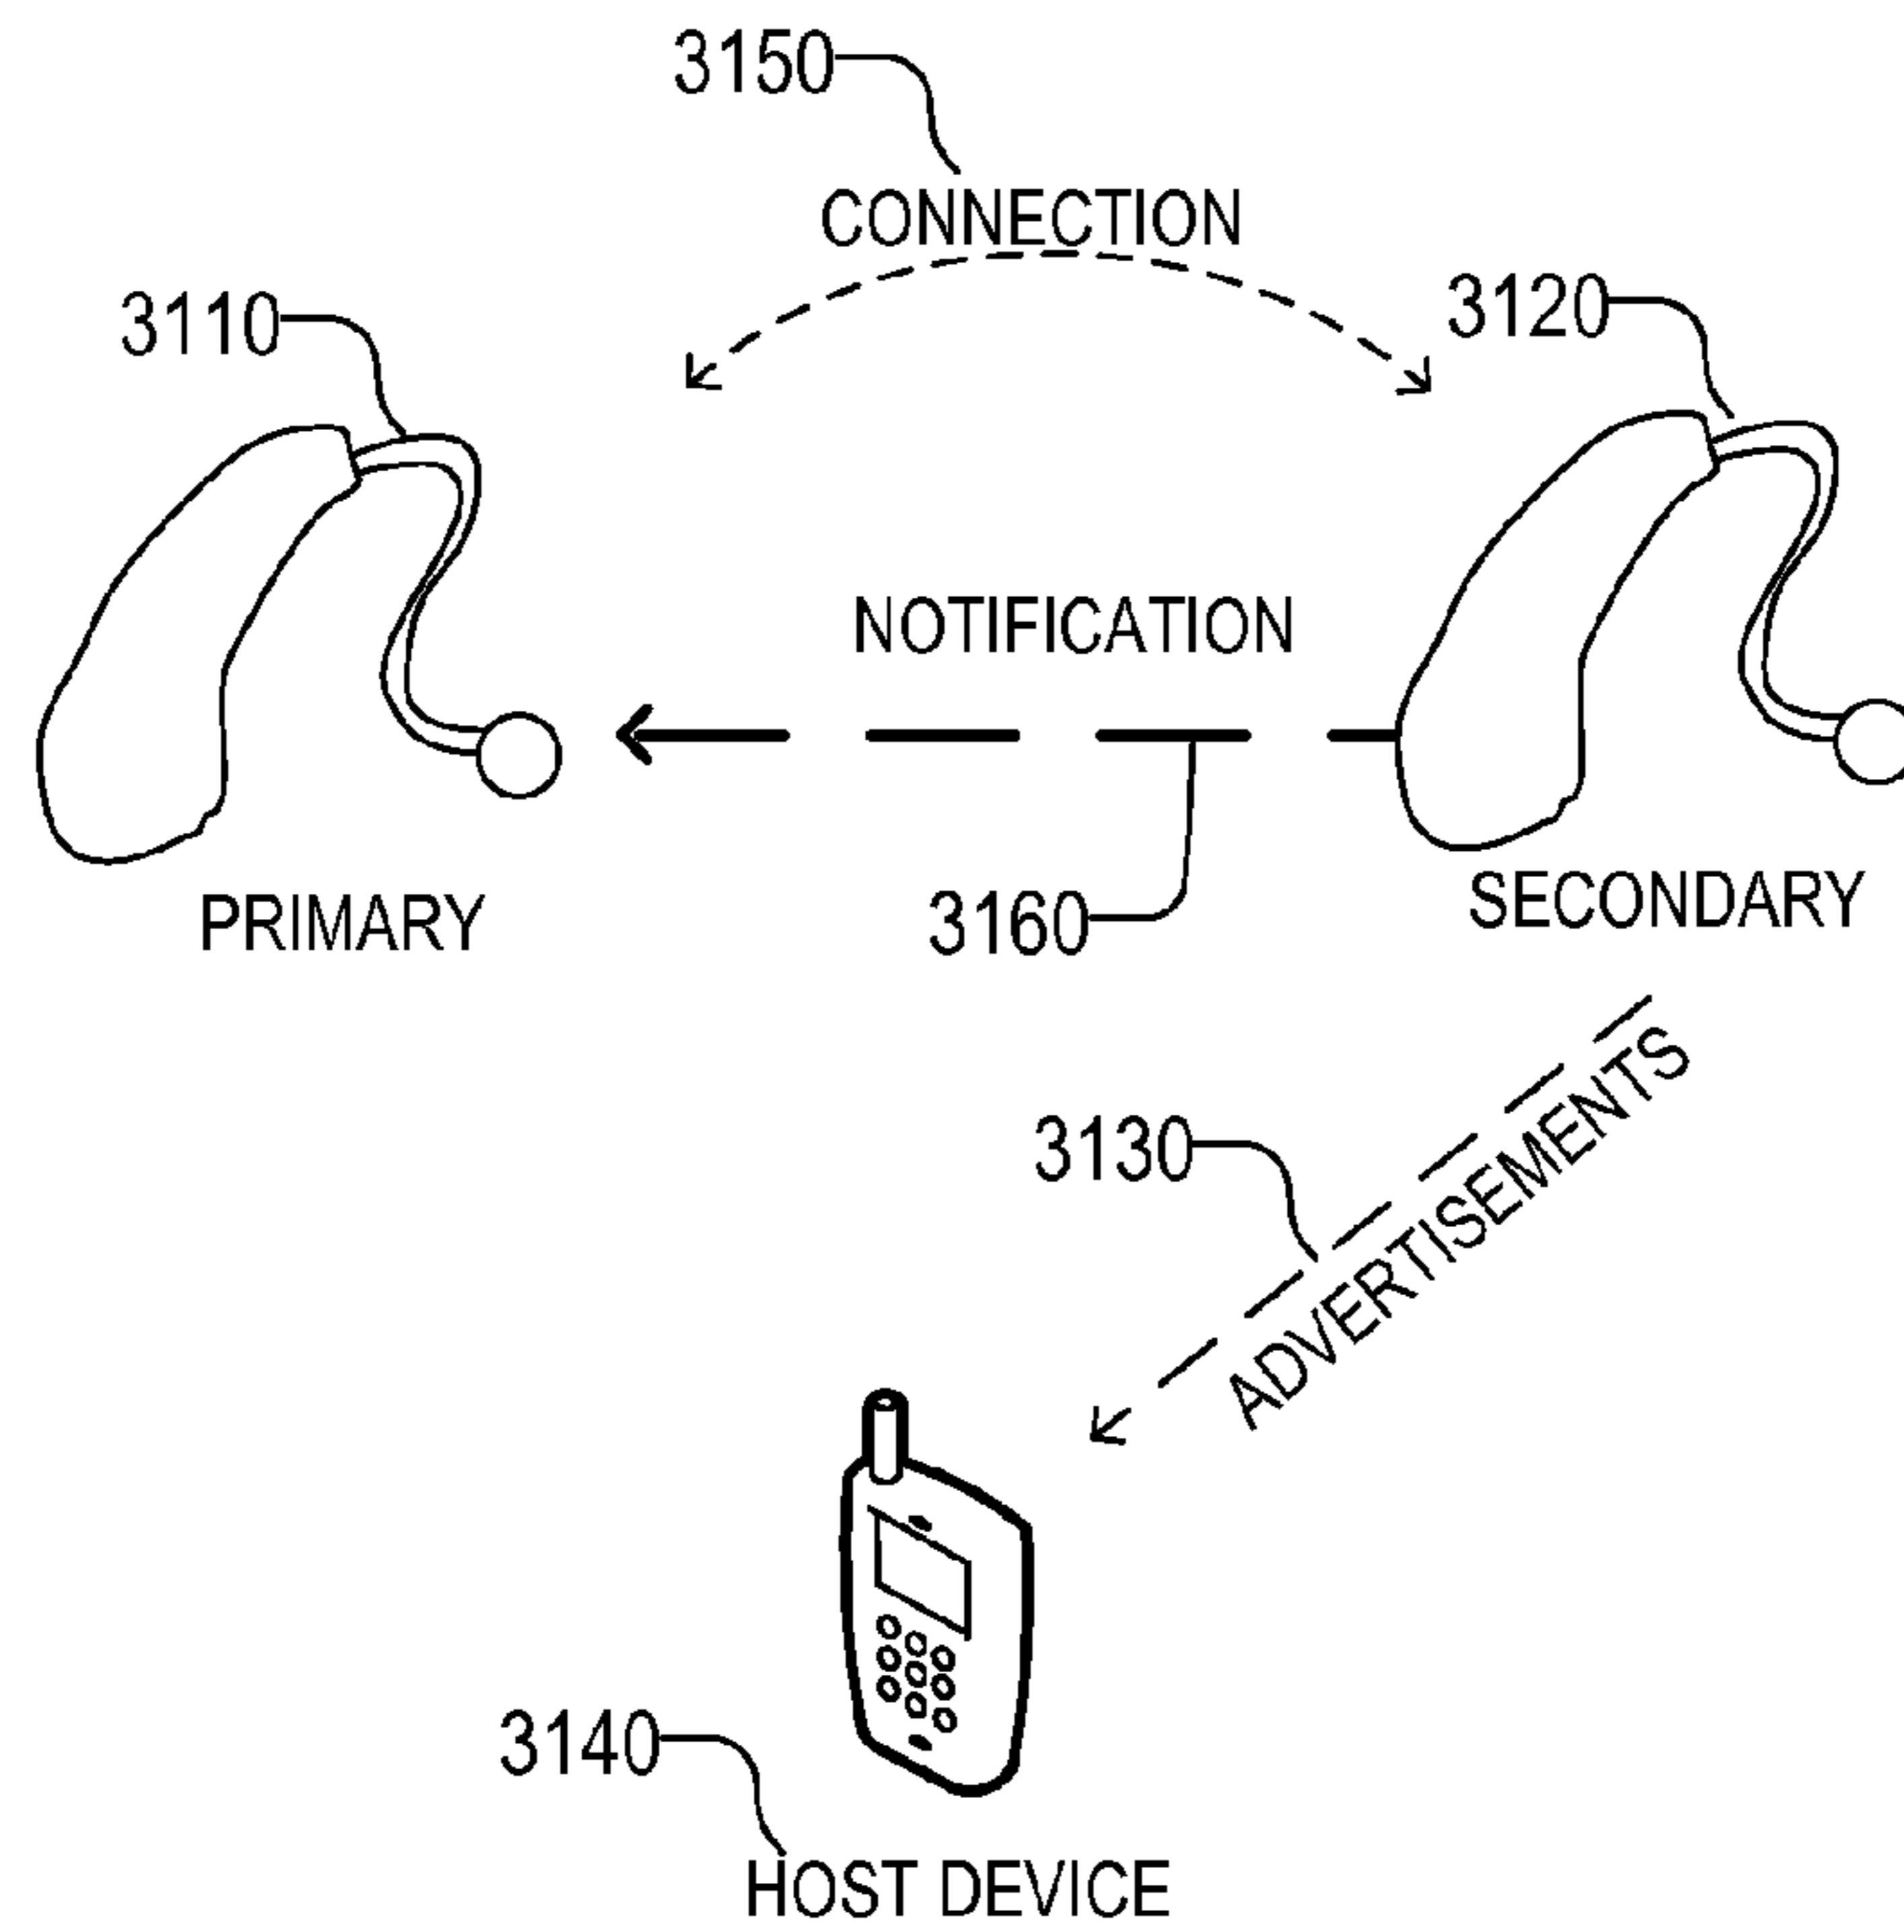 3150
CONNECTION
3110
3120
NOTIFICATION
3160
PRIMARY
SECONDARY
3130
ADVERTISEMENTS
3140
HOST DEVICE